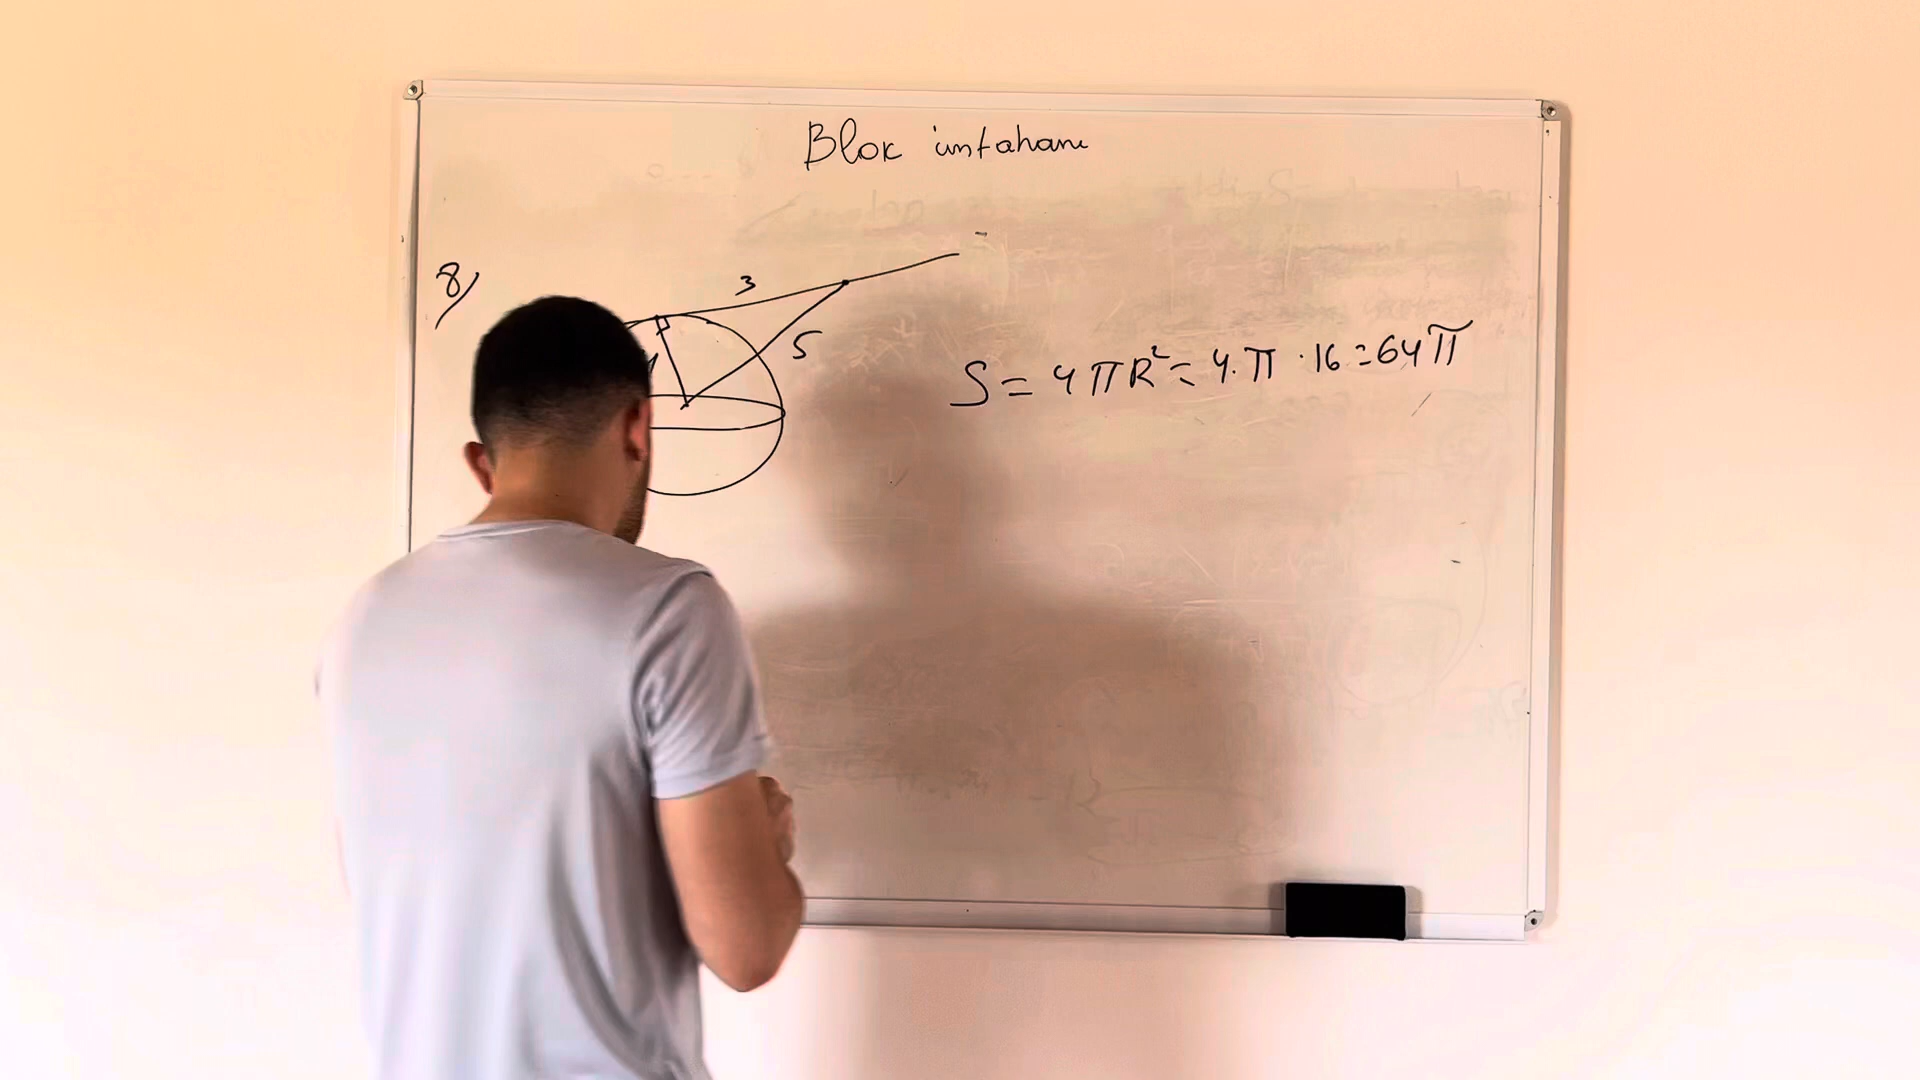 Blok imtahanı
8)
3
5
S = 4πR² = 4·π·16 = 64π